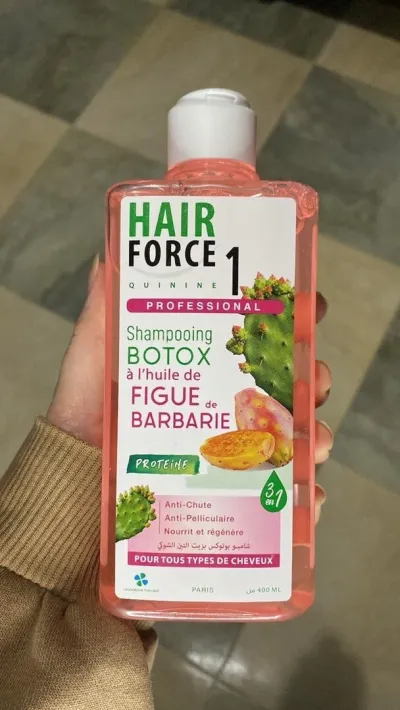 HAIR
FORCE 1
QUININE
PROFESSIONAL
Shampooing
BOTOX
à l'huile de
FIGUE de
BARBARIE
PROTEINE
3 en 1
Anti-Chute
Anti-Pelliculaire
Nourrit et régénère
شامبو بوتوكس بزيت التين الشوكي
POUR TOUS TYPES DE CHEVEUX
PARIS
400 ML مل